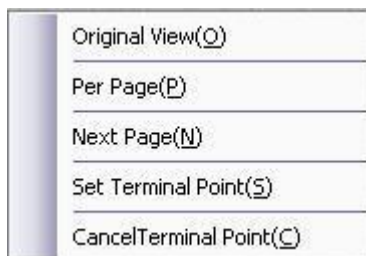 Original View(O)
Per Page(P)
Next Page(N)
Set Terminal Point(S)
CancelTerminal Point(C)